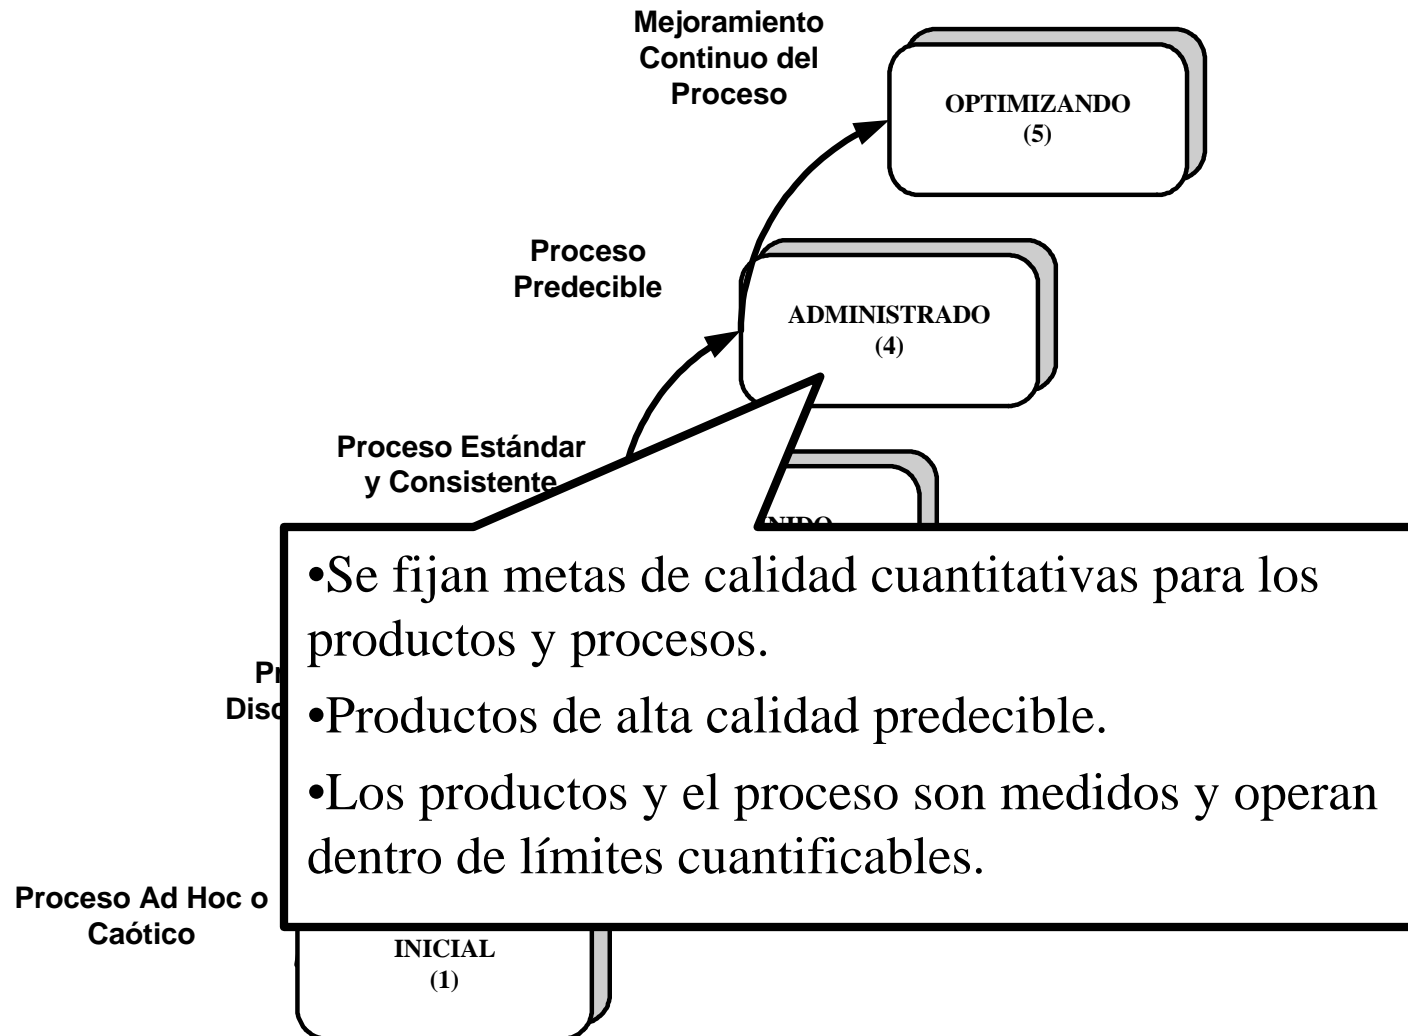 Mejoramiento
Continuo del
Proceso
OPTIMIZANDO
(5)
Proceso
Predecible
ADMINISTRADO
(4)
Proceso Estándar
y Consistente
•Se fijan metas de calidad cuantitativas para los
productos y procesos.
•Productos de alta calidad predecible.
•Los productos y el proceso son medidos y operan
dentro de límites cuantificables.
Proceso Ad Hoc o
Caótico
INICIAL
(1)